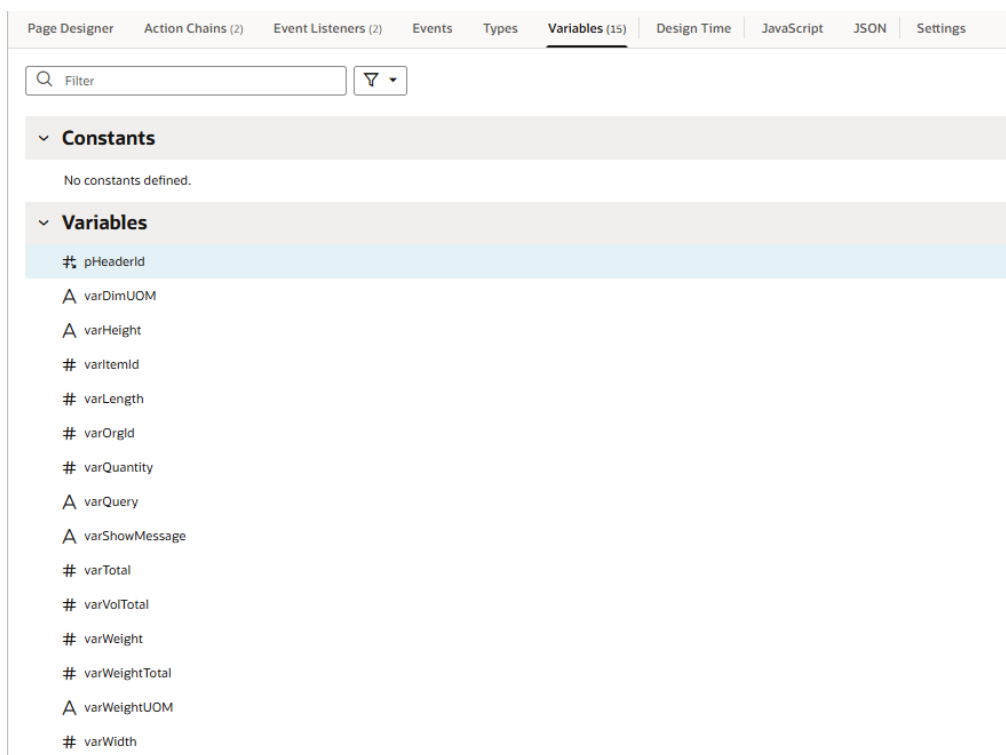 Page Designer Action Chains (2) Event Listeners (2) Events Types Variables (15) Design Time JavaScript JSON Settings
Filter
Constants
No constants defined.
Variables
pHeaderId
varDimUOM
varHeight
varItemId
varLength
varOrgId
varQuantity
varQuery
varShowMessage
varTotal
varVolTotal
varWeight
varWeightTotal
varWeightUOM
varWidth